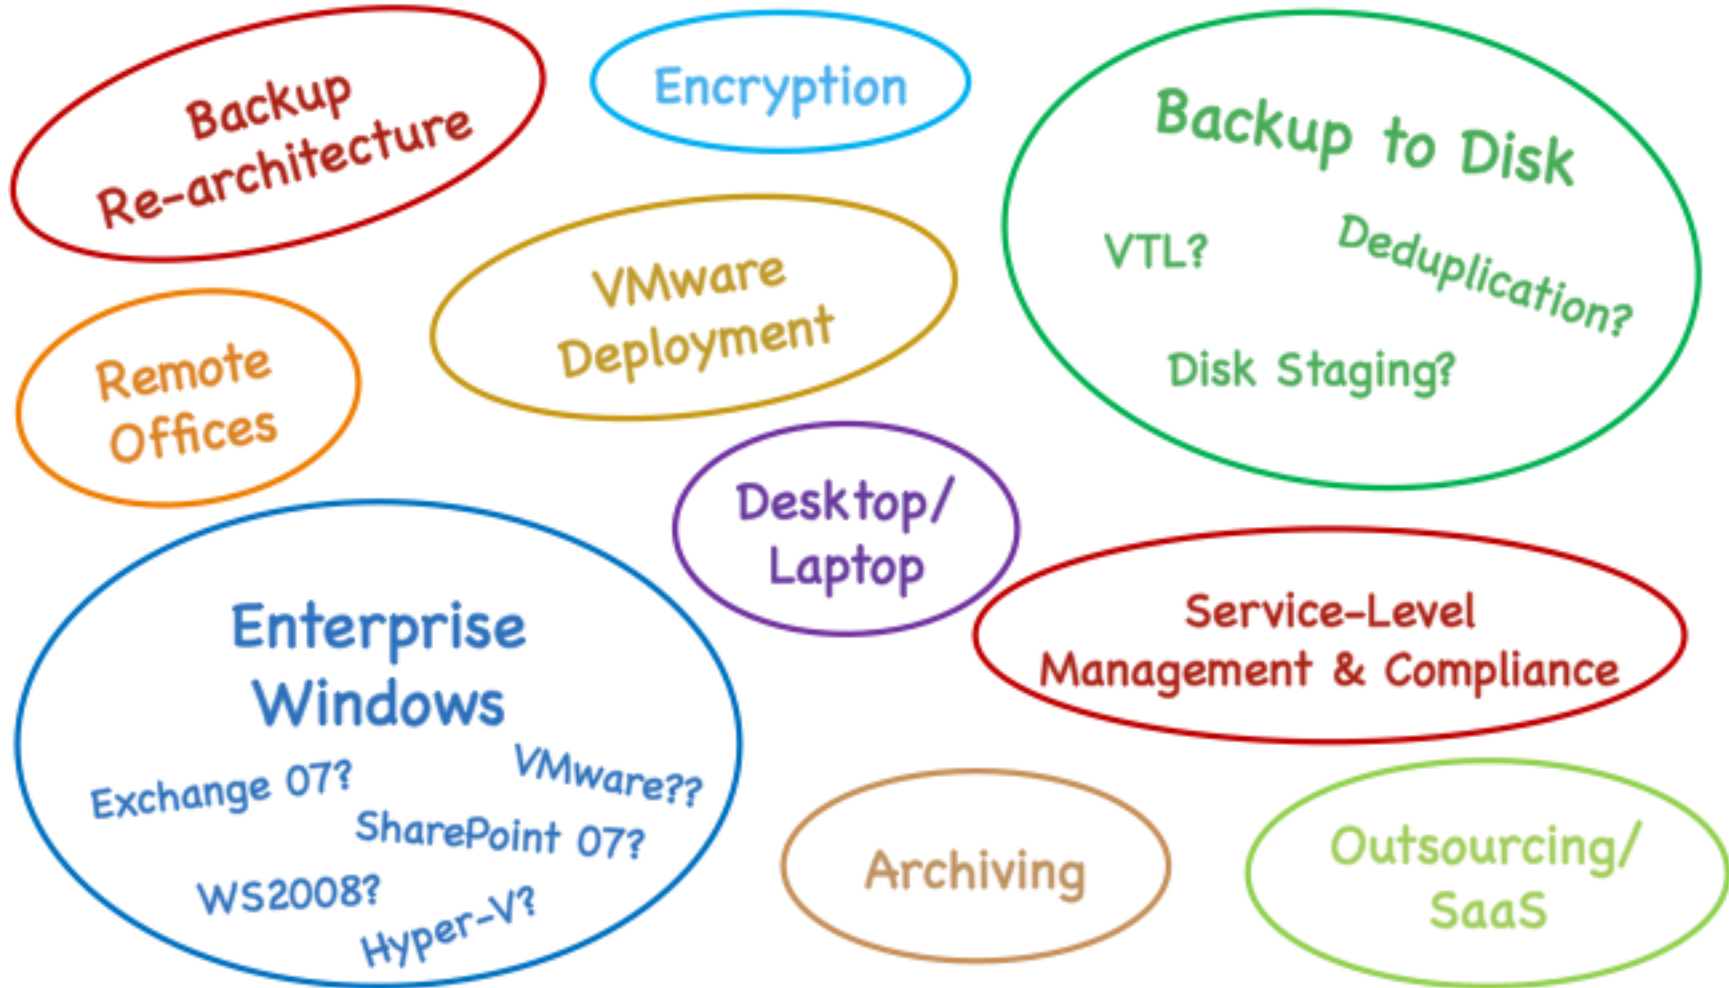 Backup
Re-architecture
Encryption
Backup to Disk
VTL?
Deduplication?
Disk Staging?
VMware
Deployment
Remote
Offices
Desktop/
Laptop
Enterprise
Windows
Exchange 07?
VMware??
SharePoint 07?
WS2008?
Hyper-V?
Service-Level
Management & Compliance
Archiving
Outsourcing/
SaaS